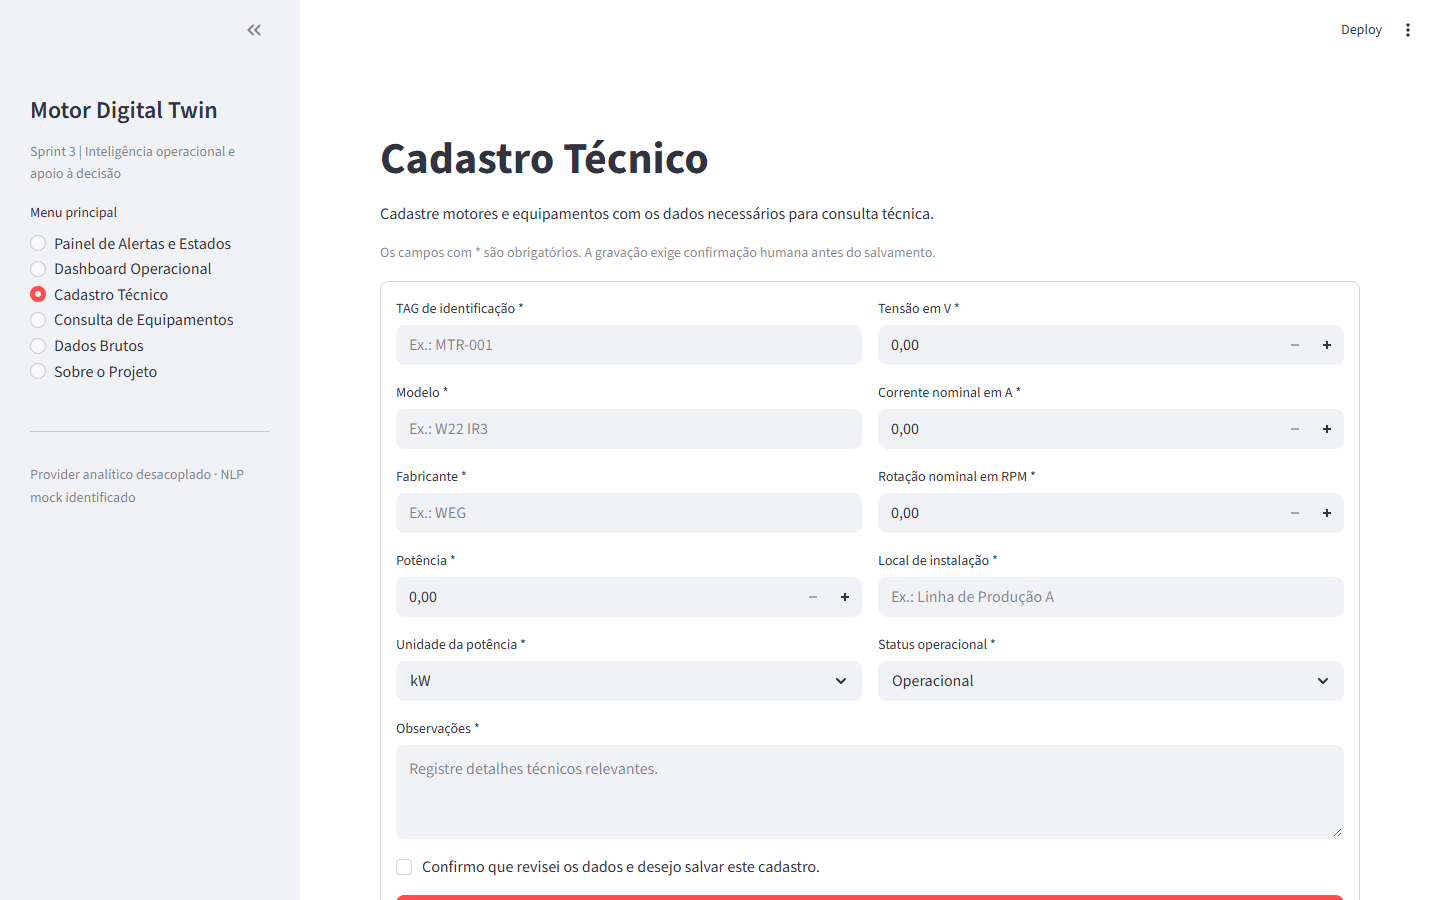 Deploy
Motor Digital Twin
Sprint 3 | Inteligência operacional e
apoio à decisão
Menu principal
Painel de Alertas e Estados
Dashboard Operacional
Cadastro Técnico
Consulta de Equipamentos
Dados Brutos
Sobre o Projeto
Provider analítico desacoplado · NLP
mock identificado
Cadastro Técnico
Cadastre motores e equipamentos com os dados necessários para consulta técnica.
Os campos com * são obrigatórios. A gravação exige confirmação humana antes do salvamento.
TAG de identificação *
Ex.: MTR-001
Modelo *
Ex.: W22 IR3
Fabricante *
Ex.: WEG
Potência *
0,00
Unidade da potência *
kW
Tensão em V *
0,00
Corrente nominal em A *
0,00
Rotação nominal em RPM *
0,00
Local de instalação *
Ex.: Linha de Produção A
Status operacional *
Operacional
Observações *
Registre detalhes técnicos relevantes.
Confirmo que revisei os dados e desejo salvar este cadastro.